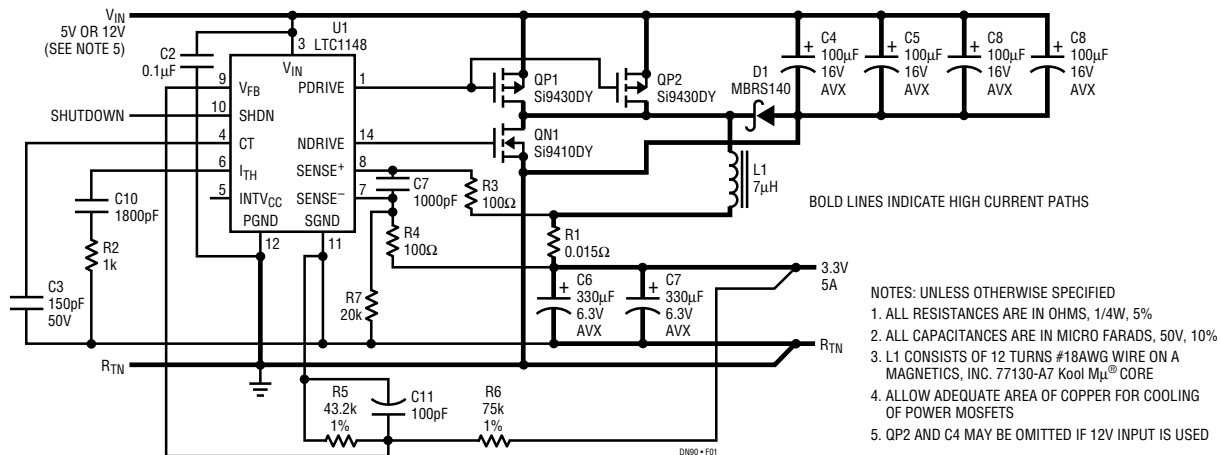 VIN
5V OR 12V
(SEE NOTE 5)
C2
0.1µF
3
U1
LTC1148
VIN
9
VFB
PDRIVE
1
SHUTDOWN
10
SHDN
4
CT
NDRIVE
14
6
ITH
SENSE+
8
5
INTVCC
SENSE−
7
PGND
SGND
12
11
QP1
Si9430DY
QP2
Si9430DY
QN1
Si9410DY
D1
MBRS140
+
C4
100µF
16V
AVX
+
C5
100µF
16V
AVX
+
C8
100µF
16V
AVX
+
C8
100µF
16V
AVX
L1
7µH
BOLD LINES INDICATE HIGH CURRENT PATHS
C10
1800pF
R2
1k
C3
150pF
50V
C7
1000pF
R3
100Ω
R4
100Ω
R7
20k
R1
0.015Ω
+
C6
330µF
6.3V
AVX
+
C7
330µF
6.3V
AVX
3.3V
5A
RTN
RTN
R5
43.2k
1%
C11
100pF
R6
75k
1%
NOTES: UNLESS OTHERWISE SPECIFIED
1. ALL RESISTANCES ARE IN OHMS, 1/4W, 5%
2. ALL CAPACITANCES ARE IN MICRO FARADS, 50V, 10%
3. L1 CONSISTS OF 12 TURNS #18AWG WIRE ON A
MAGNETICS, INC. 77130-A7 Kool Mµ® CORE
4. ALLOW ADEQUATE AREA OF COPPER FOR COOLING
OF POWER MOSFETS
5. QP2 AND C4 MAY BE OMITTED IF 12V INPUT IS USED
DN90 • F01